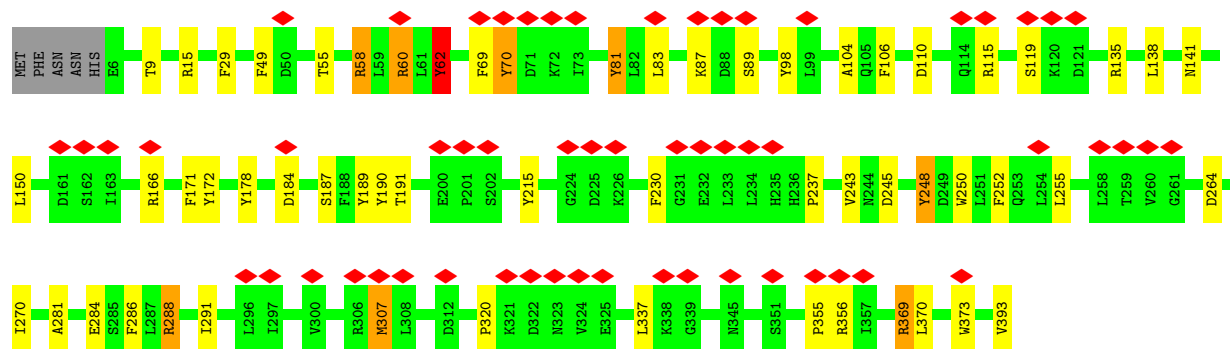 MET PHE ASN ASN HIS E6 T9 R15 F29 F49 D50 T55 R58 L59 R60 L61 Y62 F69 Y70 D71 K72 I73 Y81 L82 L83 K87 D88 S89 Y98 L99 A104 Q105 F106 D110 Q114 R115 S119 K120 D121 R135 L138 N141
L150 D161 S162 I163 R166 F171 Y172 Y178 D184 S187 F188 Y189 Y190 T191 E200 P201 S202 Y215 G224 D225 K226 F230 G231 E232 L233 L234 H235 H236 P237 V243 N244 D245 Y248 D249 W250 L251 F252 Q253 L254 L255 L258 T259 V260 G261 D264
I270 A281 E284 S285 F286 L287 R288 I291 L296 I297 V300 R306 M307 L308 D312 P320 K321 D322 N323 V324 E325 L337 K338 G339 N345 S351 P355 R356 I357 R369 L370 W373 V393